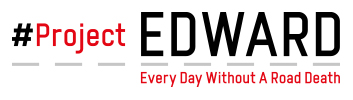 #Project EDWARD
Every Day Without A Road Death